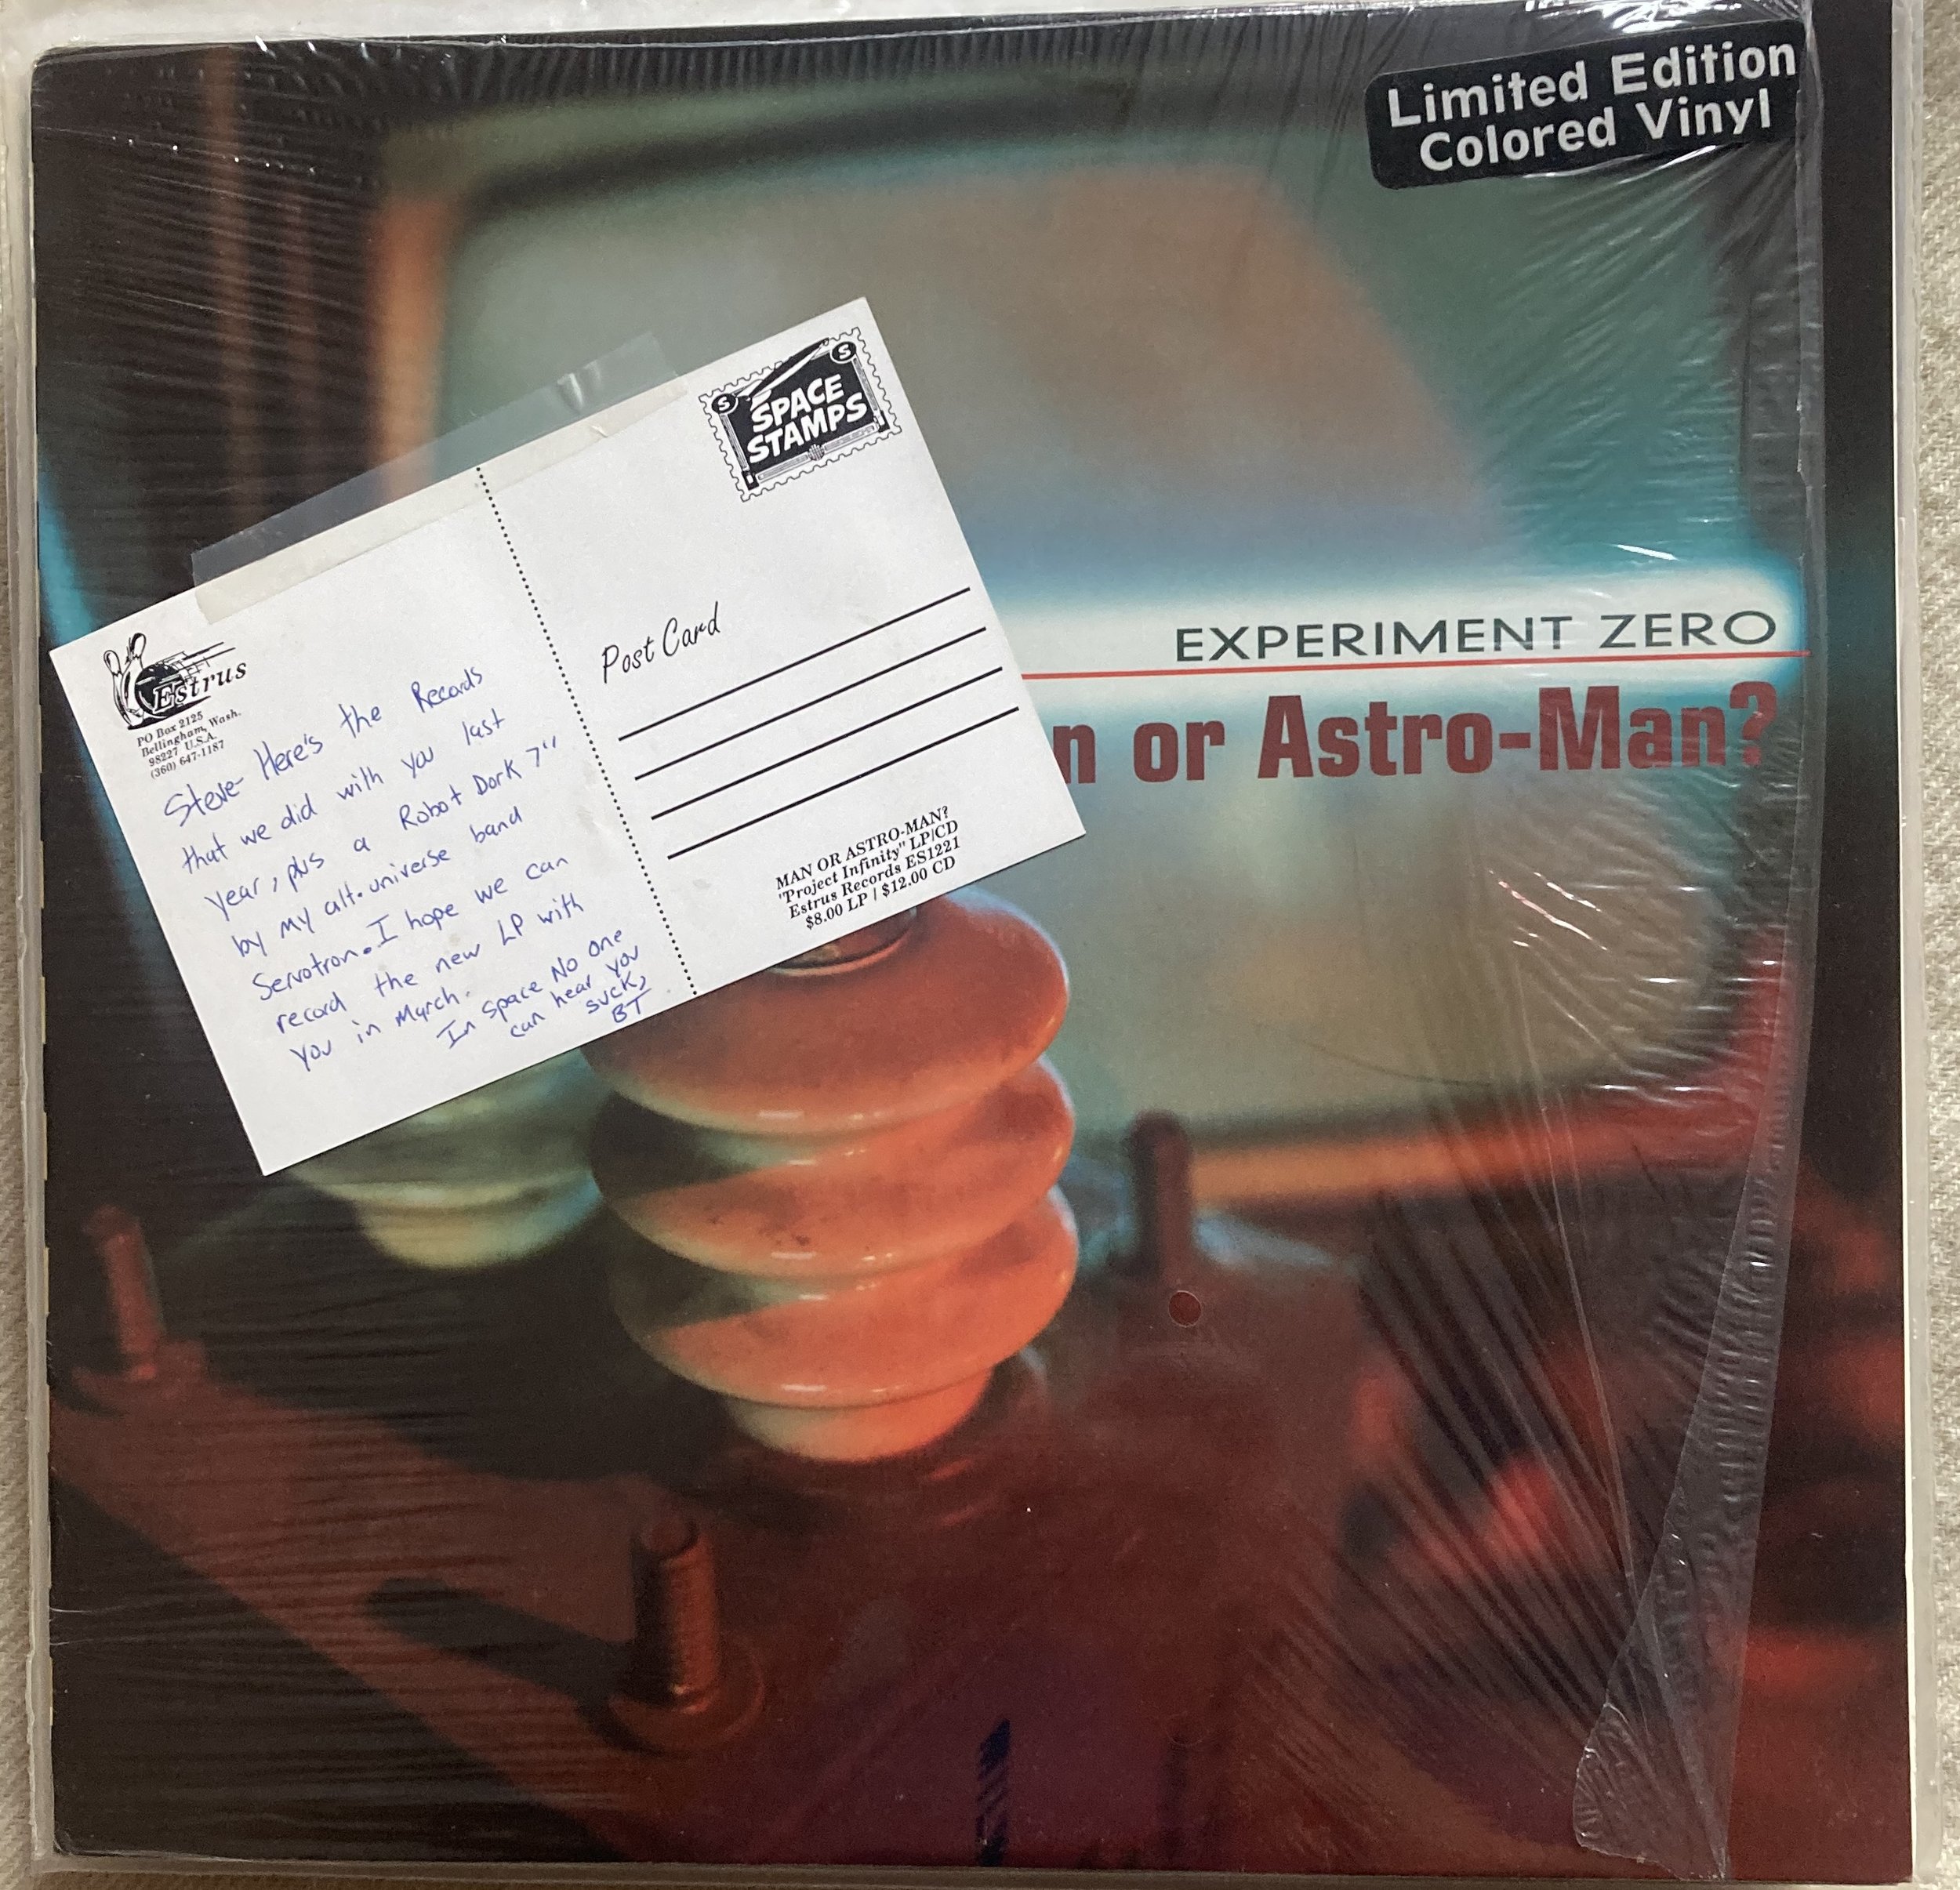 Limited Edition
Colored Vinyl
S
S
SPACE
STAMPS
EXPERIMENT ZERO
n or Astro-Man?
Estrus
PO Box 2125
Bellingham, Wash.
98227 U.S.A.
(360) 647-1187
Steve- Here's the Records
that we did with you last
year, plus a Robot Dork 7"
by my alt. universe band
Servotron. I hope we can
record the new LP with
you in March.
In Space No One
can hear you
suck,
BT
Post Card
MAN OR ASTRO-MAN?
"Project Infinity" LP/CD
Estrus Records ES1221
$8.00 LP / $12.00 CD